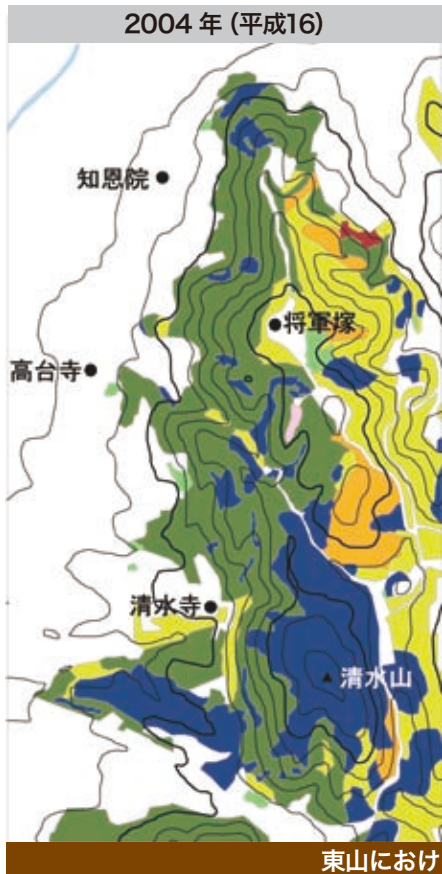 2004 年 (平成16)
知恩院
将軍塚
高台寺
清水寺
清水山
東山におけ